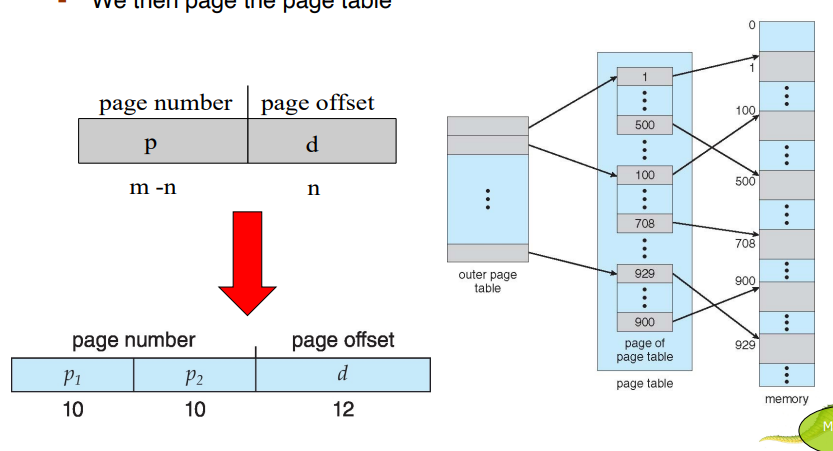 - We then page the page table
page number page offset
p d
m -n n
page number page offset
p1 p2 d
10 10 12
outer page
table
1
500
100
708
929
900
page of
page table
page table
0
1
100
500
708
900
929
memory
M